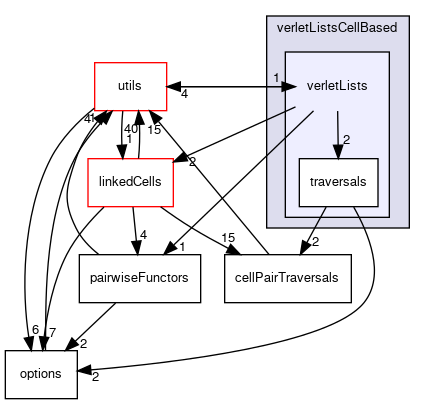 verletListsCellBased
utils
verletLists
1
4
41
40
15
1
2
2
linkedCells
traversals
4
15
1
2
pairwiseFunctors
cellPairTraversals
6
7
2
options
2